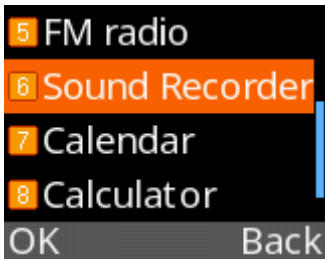 5 FM radio
6 Sound Recorder
7 Calendar
8 Calculator
OK Back